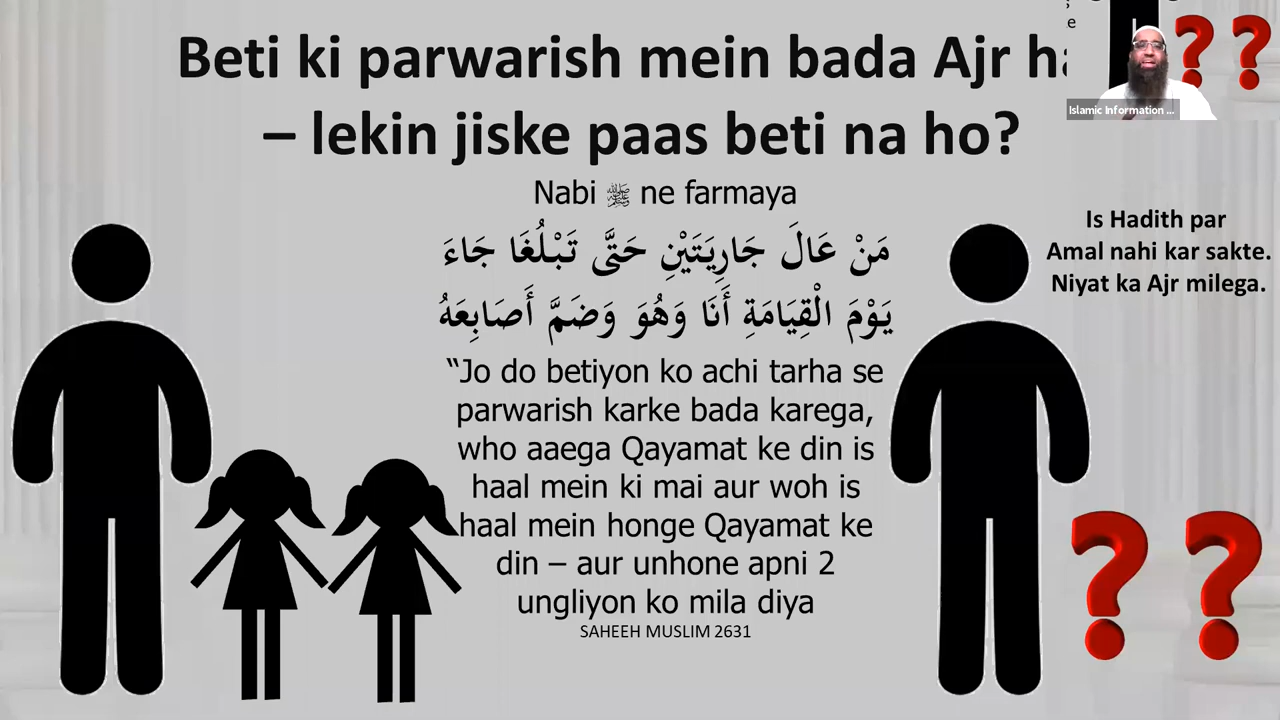 Beti ki parwarish mein bada Ajr ha
– lekin jiske paas beti na ho?
Nabi ﷺ ne farmaya
مَنْ عَالَ جَارِيَتَيْنِ حَتَّى تَبْلُغَا جَاءَ
يَوْمَ الْقِيَامَةِ أَنَا وَهُوَ وَضَمَّ أَصَابِعَهُ
“Jo do betiyon ko achi tarha se
parwarish karke bada karega,
who aaega Qayamat ke din is
haal mein ki mai aur woh is
haal mein honge Qayamat ke
din – aur unhone apni 2
ungliyon ko mila diya
SAHEEH MUSLIM 2631
Is Hadith par
Amal nahi kar sakte.
Niyat ka Ajr milega.
Islamic Information ...